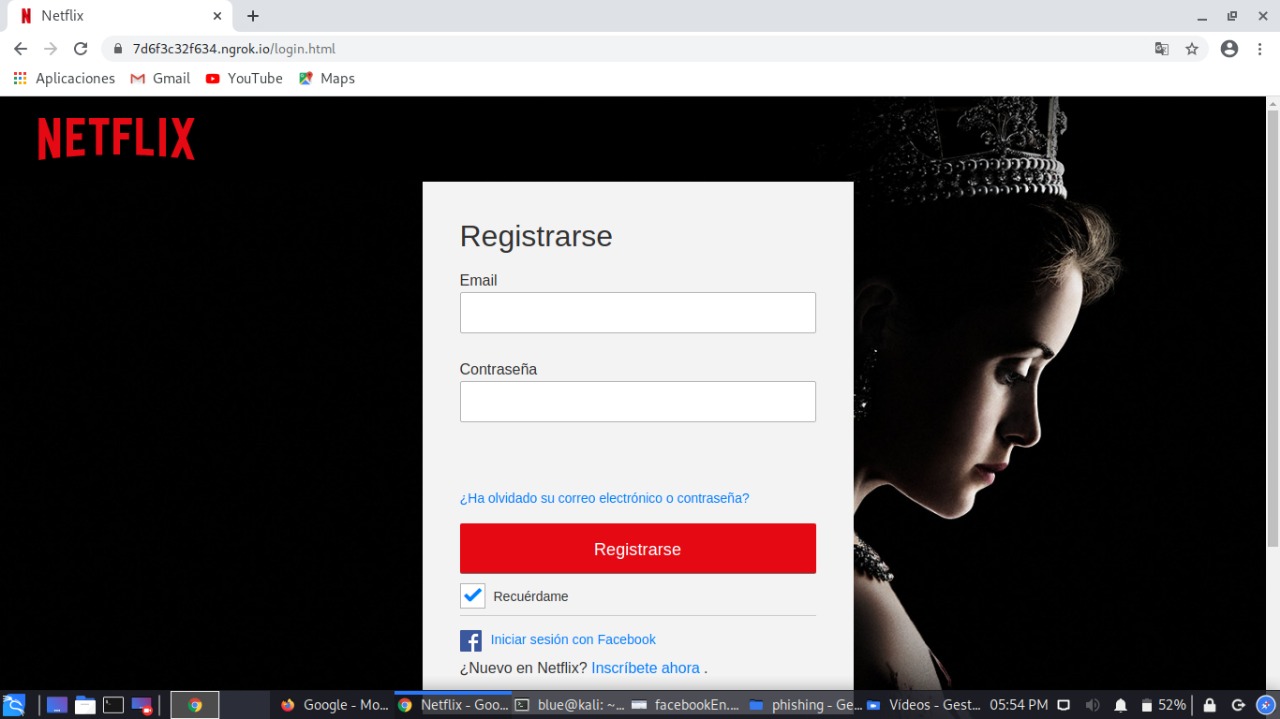 Netflix
7d6f3c32f634.ngrok.io/login.html
Aplicaciones Gmail YouTube Maps
NETFLIX
Registrarse
Email
Contraseña
¿Ha olvidado su correo electrónico o contraseña?
Registrarse
Recuérdame
Iniciar sesión con Facebook
¿Nuevo en Netflix? Inscríbete ahora .
Google - Mo... Netflix - Goo... blue@kali: ~... facebookEn.... phishing - Ge... Videos - Gest... 05:54 PM 52%